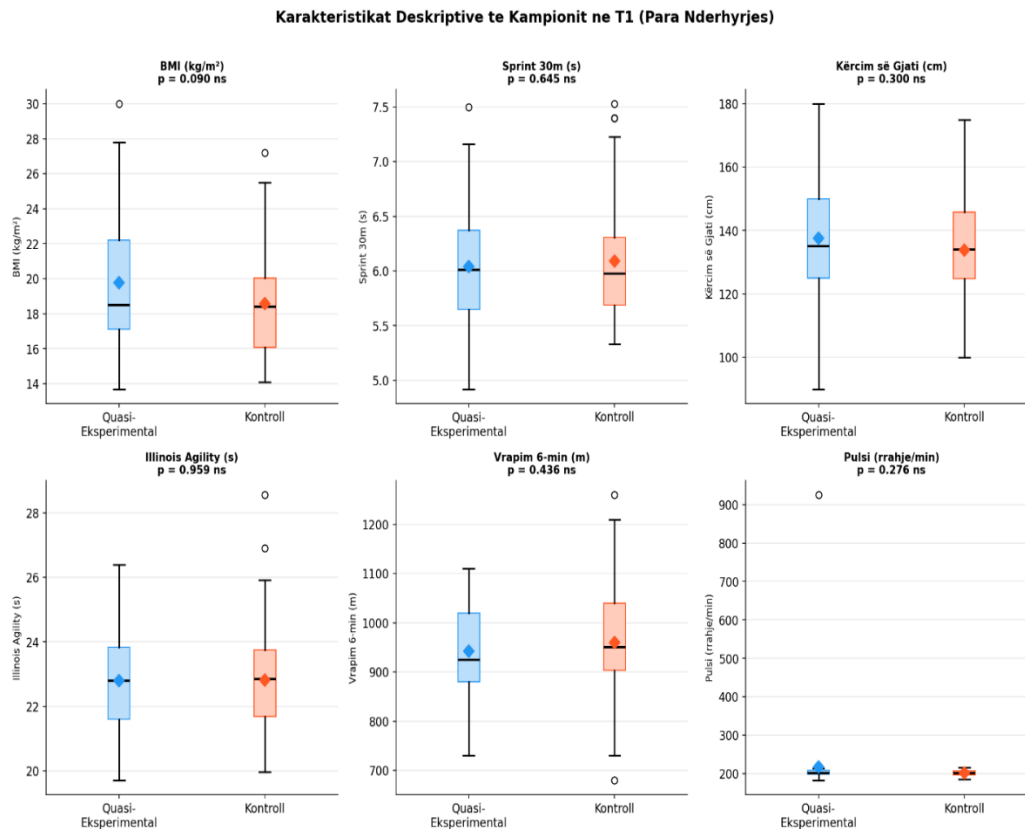 Karakteristikat Deskriptive te Kampionit ne T1 (Para Nderhyrjes)
BMI (kg/m²)
p = 0.090 ns
BMI (kg/m²)
30
28
26
24
22
20
18
16
14
Quasi-
Eksperimental
Kontroll
Sprint 30m (s)
p = 0.645 ns
Sprint 30m (s)
7.5
7.0
6.5
6.0
5.5
5.0
Quasi-
Eksperimental
Kontroll
Kërcim së Gjati (cm)
p = 0.300 ns
Kërcim së Gjati (cm)
180
160
140
120
100
Quasi-
Eksperimental
Kontroll
Illinois Agility (s)
p = 0.959 ns
Illinois Agility (s)
28
26
24
22
20
Quasi-
Eksperimental
Kontroll
Vrapim 6-min (m)
p = 0.436 ns
Vrapim 6-min (m)
1200
1100
1000
900
800
700
Quasi-
Eksperimental
Kontroll
Pulsi (rrahje/min)
p = 0.276 ns
Pulsi (rrahje/min)
900
800
700
600
500
400
300
200
Quasi-
Eksperimental
Kontroll